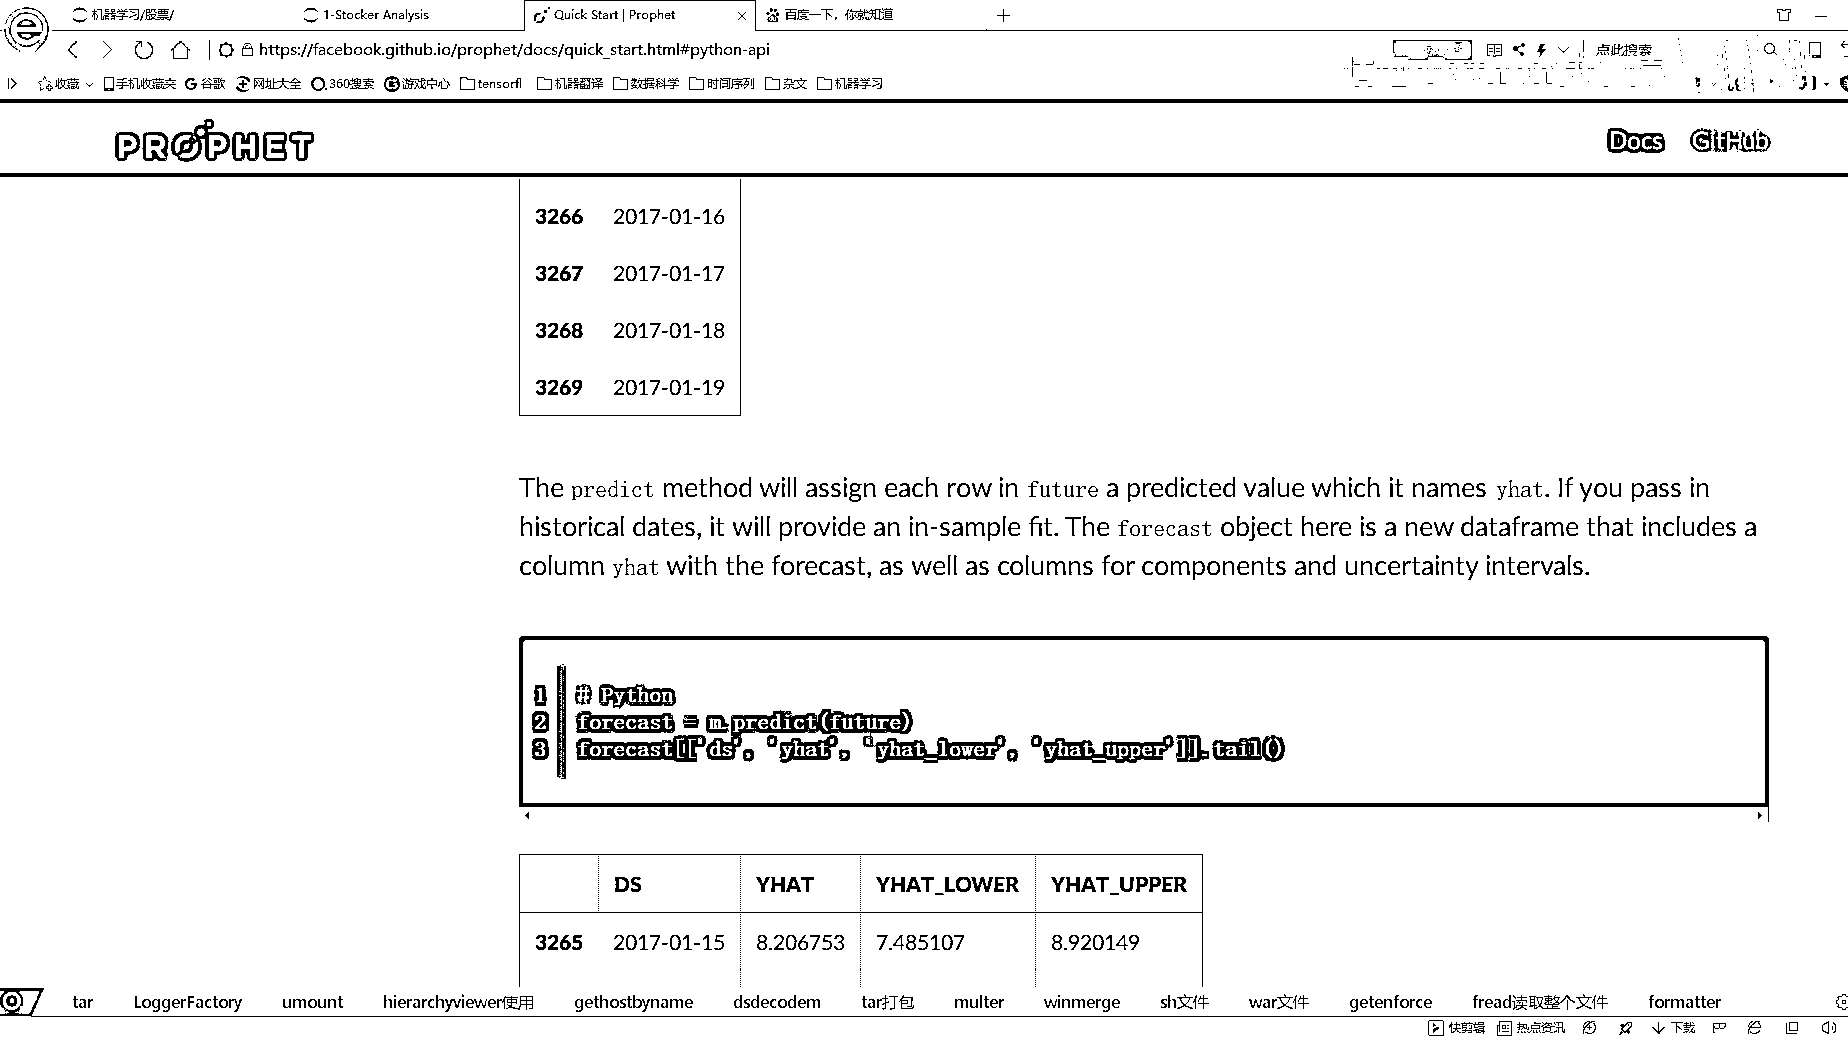 机器学习/股票/
1-Stocker Analysis
Quick Start | Prophet
百度一下，你就知道
https://facebook.github.io/prophet/docs/quick_start.html#python-api
点此搜索
收藏 手机收藏夹 谷歌 网址大全 360搜索 游戏中心 tensorfl 机器翻译 数据科学 时间序列 杂文 机器学习
PROPHET
Docs GitHub
3266 2017-01-16
3267 2017-01-17
3268 2017-01-18
3269 2017-01-19
The predict method will assign each row in future a predicted value which it names yhat. If you pass in
historical dates, it will provide an in-sample fit. The forecast object here is a new dataframe that includes a
column yhat with the forecast, as well as columns for components and uncertainty intervals.
1 # Python
2 forecast = m.predict(future)
3 forecast[['ds', 'yhat', 'yhat_lower', 'yhat_upper']].tail()
DS YHAT YHAT_LOWER YHAT_UPPER
3265 2017-01-15 8.206753 7.485107 8.920149
tar LoggerFactory umount hierarchyviewer使用 gethostbyname dsdecodem tar打包 multer winmerge sh文件 war文件 getenforce fread读取整个文件 formatter
快剪辑 热点资讯 下载